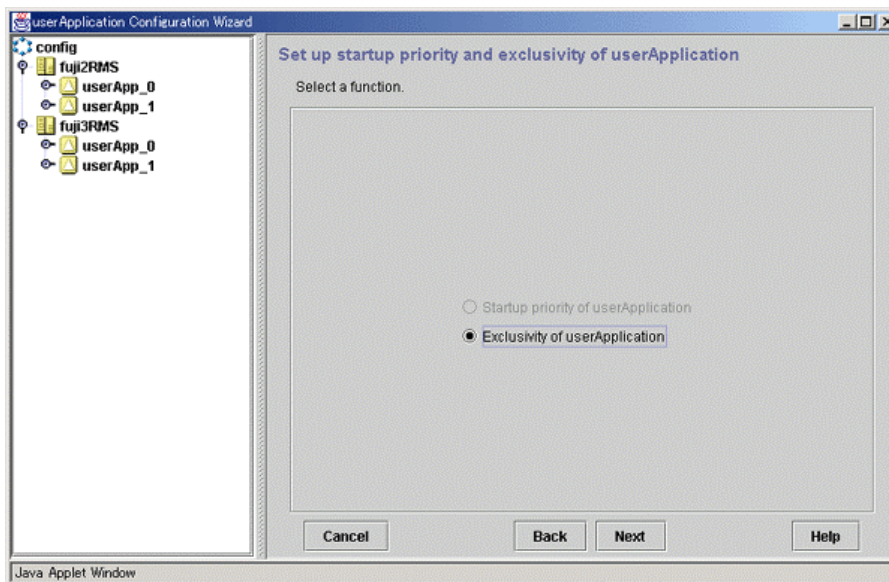 userApplication Configuration Wizard
config
fuji2RMS
userApp_0
userApp_1
fuji3RMS
userApp_0
userApp_1
Set up startup priority and exclusivity of userApplication
Select a function.
Startup priority of userApplication
Exclusivity of userApplication
Cancel
Back
Next
Help
Java Applet Window